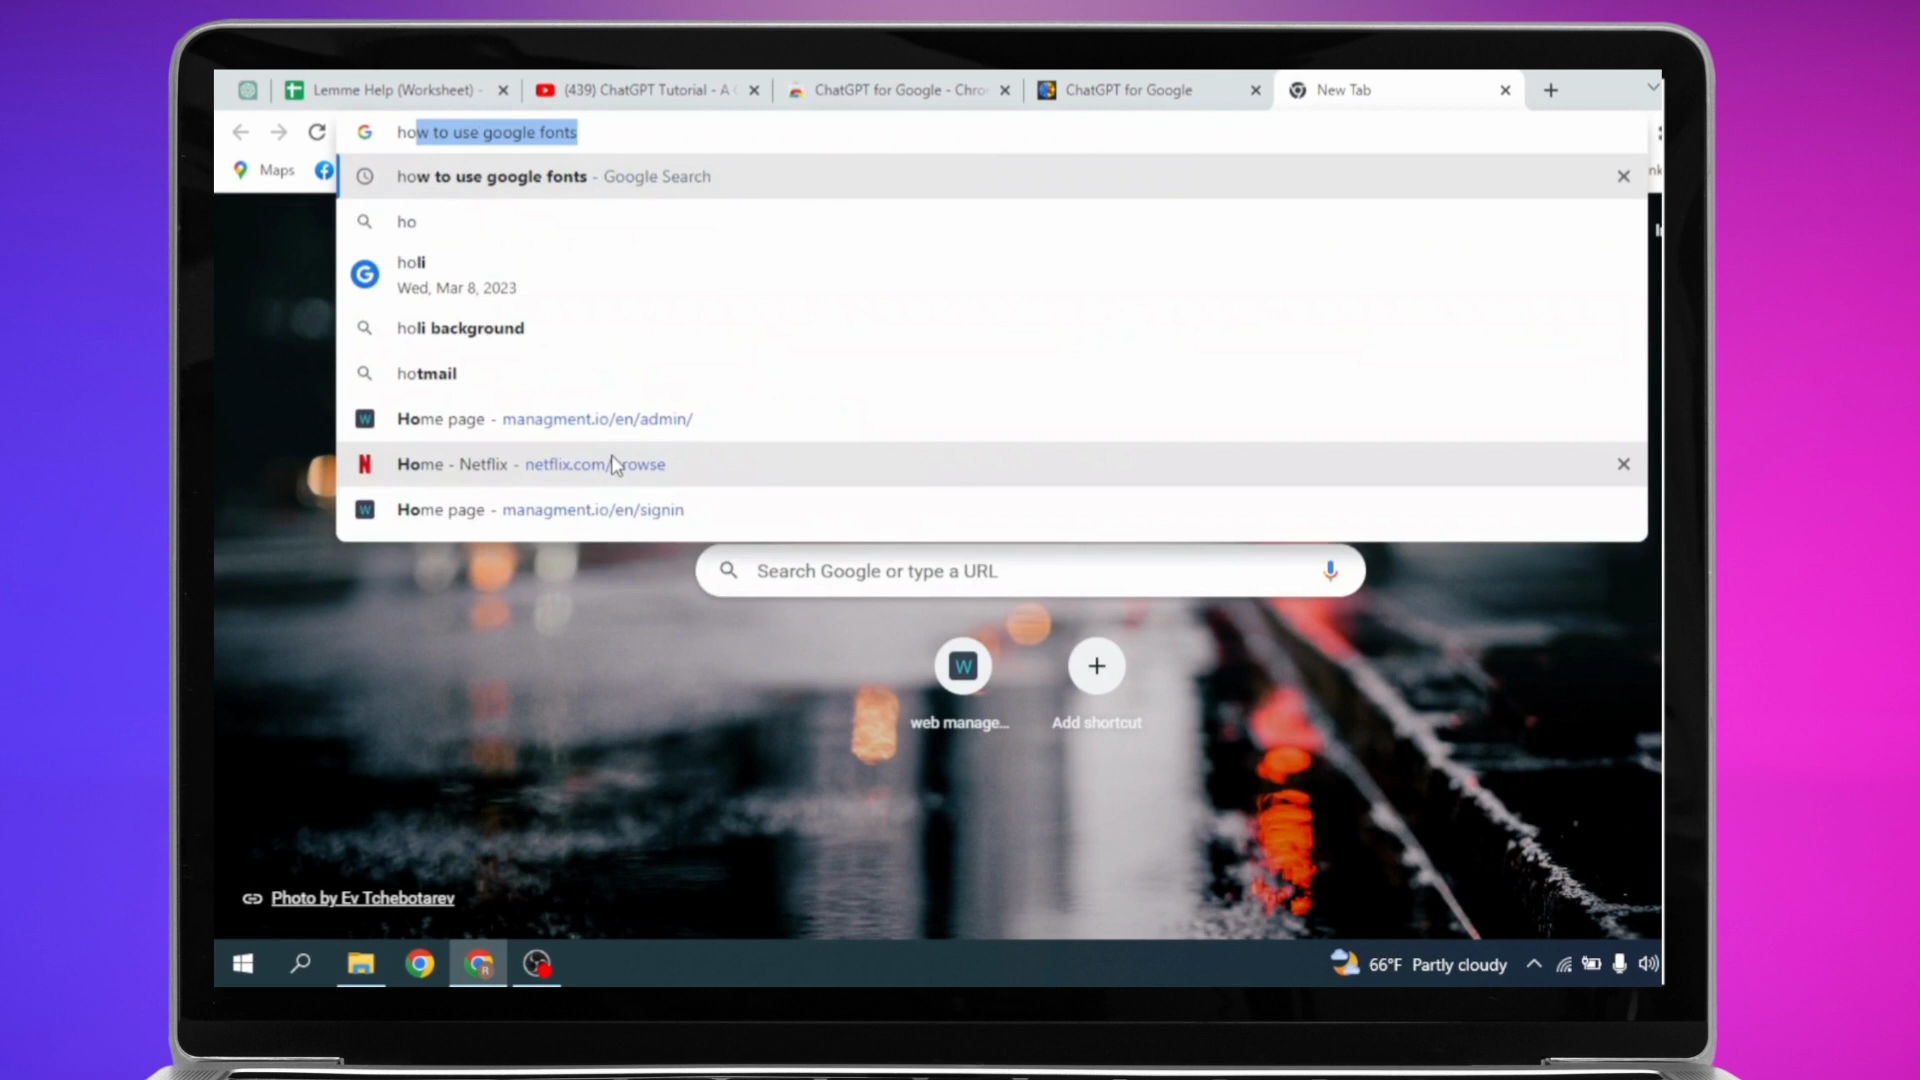 Lemme Help (Worksheet) -
(439) ChatGPT Tutorial - A C
ChatGPT for Google - Chro
ChatGPT for Google
New Tab
how to use google fonts
Maps
how to use google fonts - Google Search
ho
holi
Wed, Mar 8, 2023
holi background
hotmail
Home page - managment.io/en/admin/
Home - Netflix - netflix.com/browse
Home page - managment.io/en/signin
Search Google or type a URL
W
web manage...
Add shortcut
Photo by Ev Tchebotarev
66°F Partly cloudy